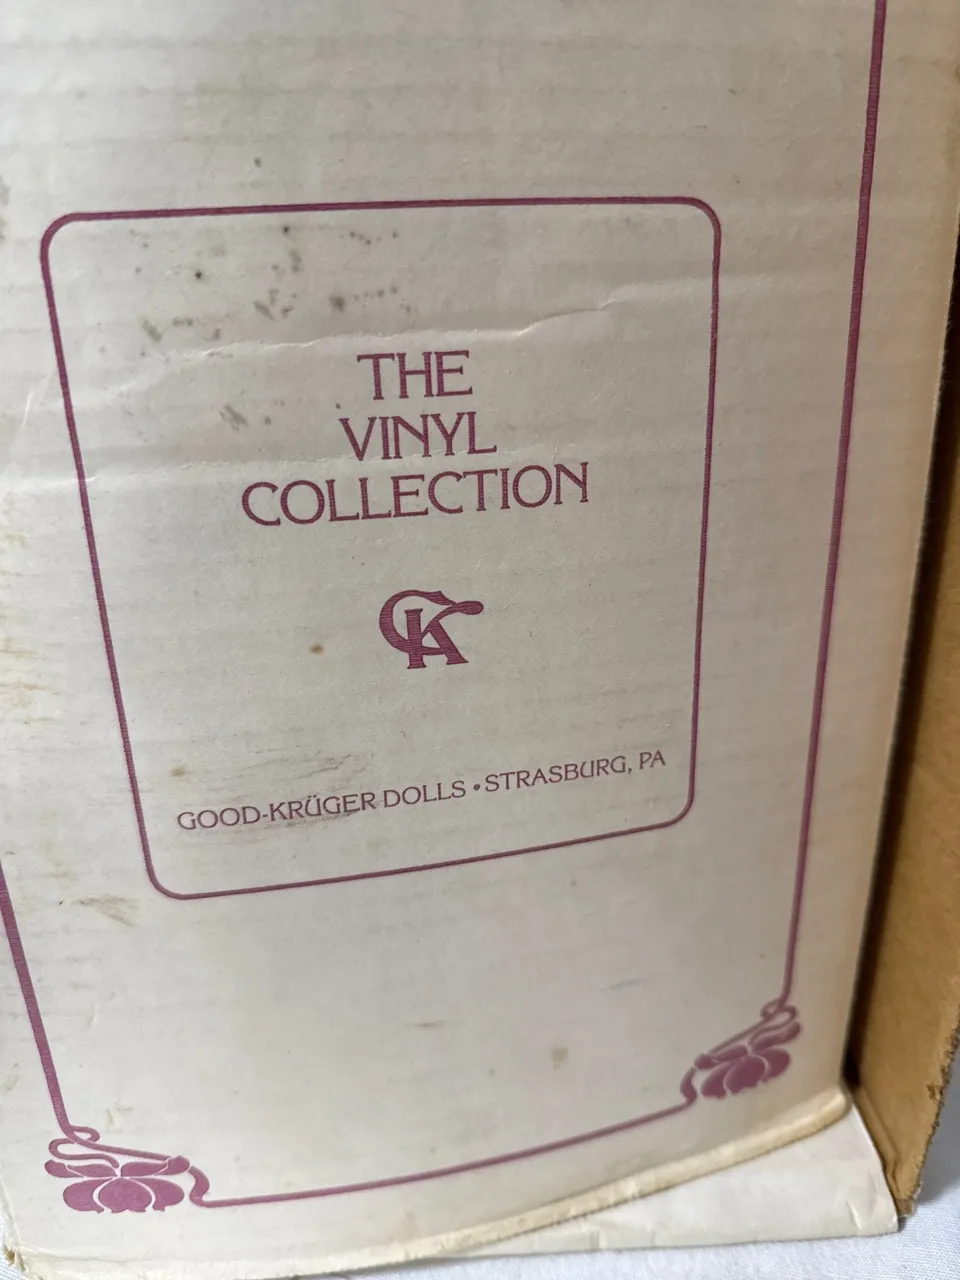 THE
VINYL
COLLECTION
GK
GOOD-KRÜGER DOLLS • STRASBURG, PA